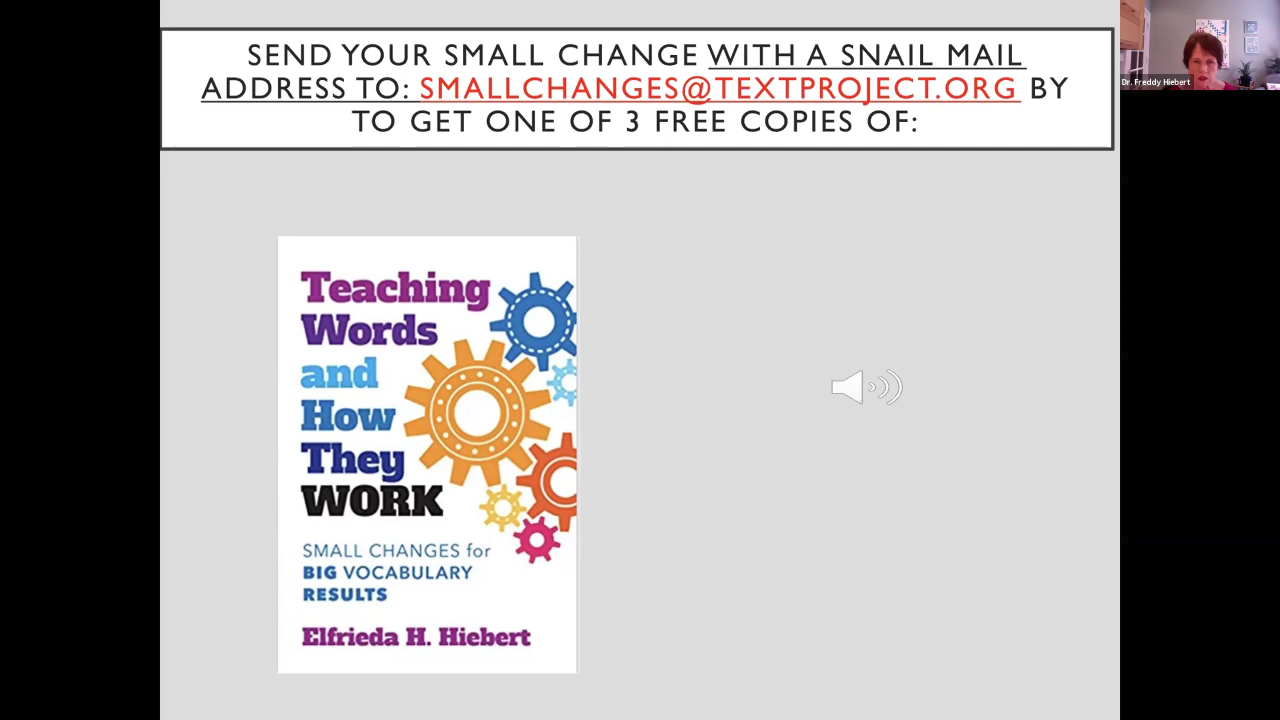 SEND YOUR SMALL CHANGE WITH A SNAIL MAIL
ADDRESS TO: SMALLCHANGES@TEXTPROJECT.ORG BY
TO GET ONE OF 3 FREE COPIES OF:
Dr. Freddy Hiebert
Teaching
Words
and
How
They
WORK
SMALL CHANGES for
BIG VOCABULARY
RESULTS
Elfrieda H. Hiebert